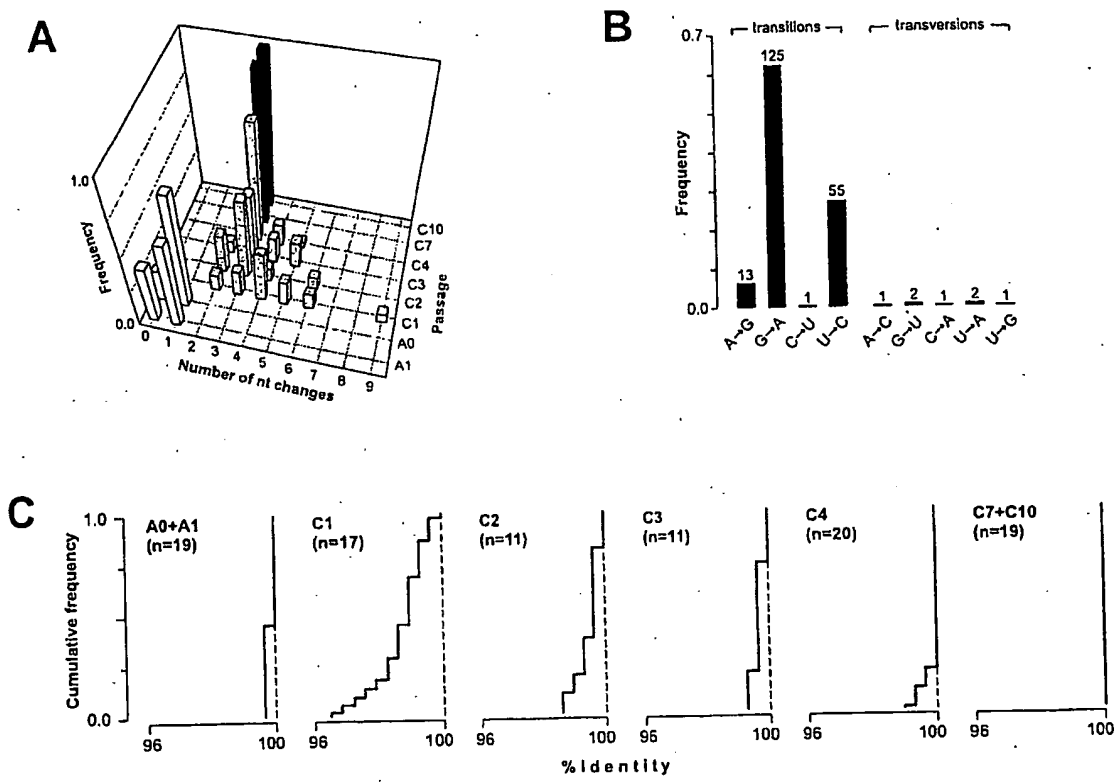 A
1.0
Frequency
0.0
0 1 2 3 4 5 6 7 8 9
Number of nt changes
C10
C7
C4
C3
C2
C1
A0
A1
Passage
B
transitions transversions
0.7
Frequency
0.0
13 125 1 55 1 2 1 2 1
A→G G→A C→U U→C A→C G→U C→A U→A U→G
C
1.0
Cumulative frequency
0.0
A0+A1
(n=19)
C1
(n=17)
C2
(n=11)
C3
(n=11)
C4
(n=20)
C7+C10
(n=19)
96 100 96 100 96 100 96 100 96 100 96 100
% Identity